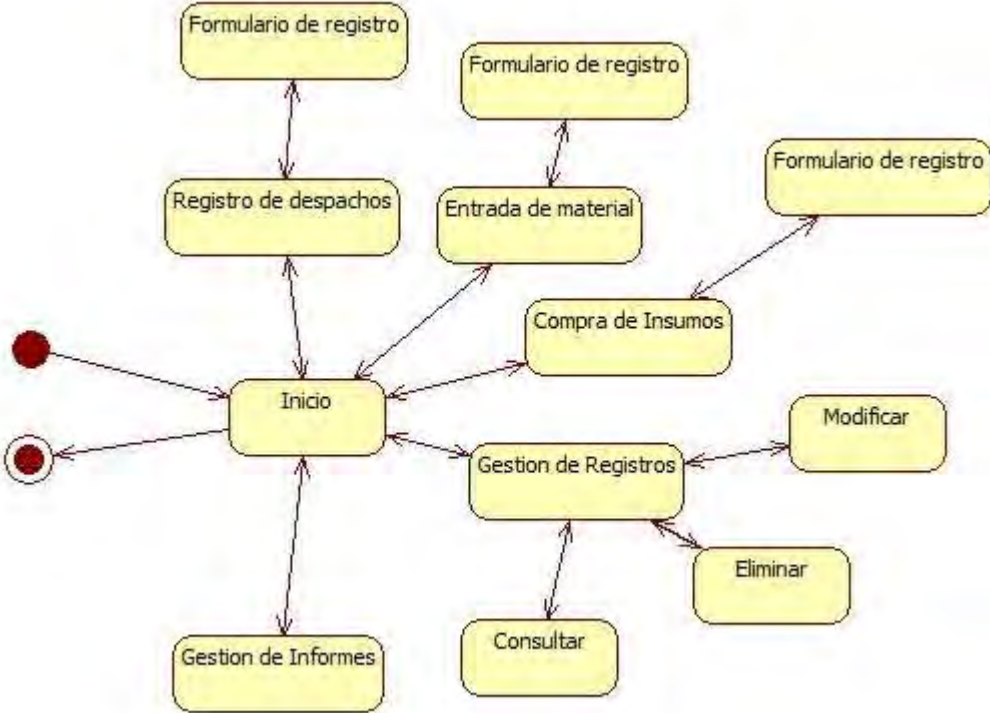 Formulario de registro
Formulario de registro
Formulario de registro
Registro de despachos
Entrada de material
Compra de Insumos
Inicio
Modificar
Gestion de Registros
Eliminar
Consultar
Gestion de Informes